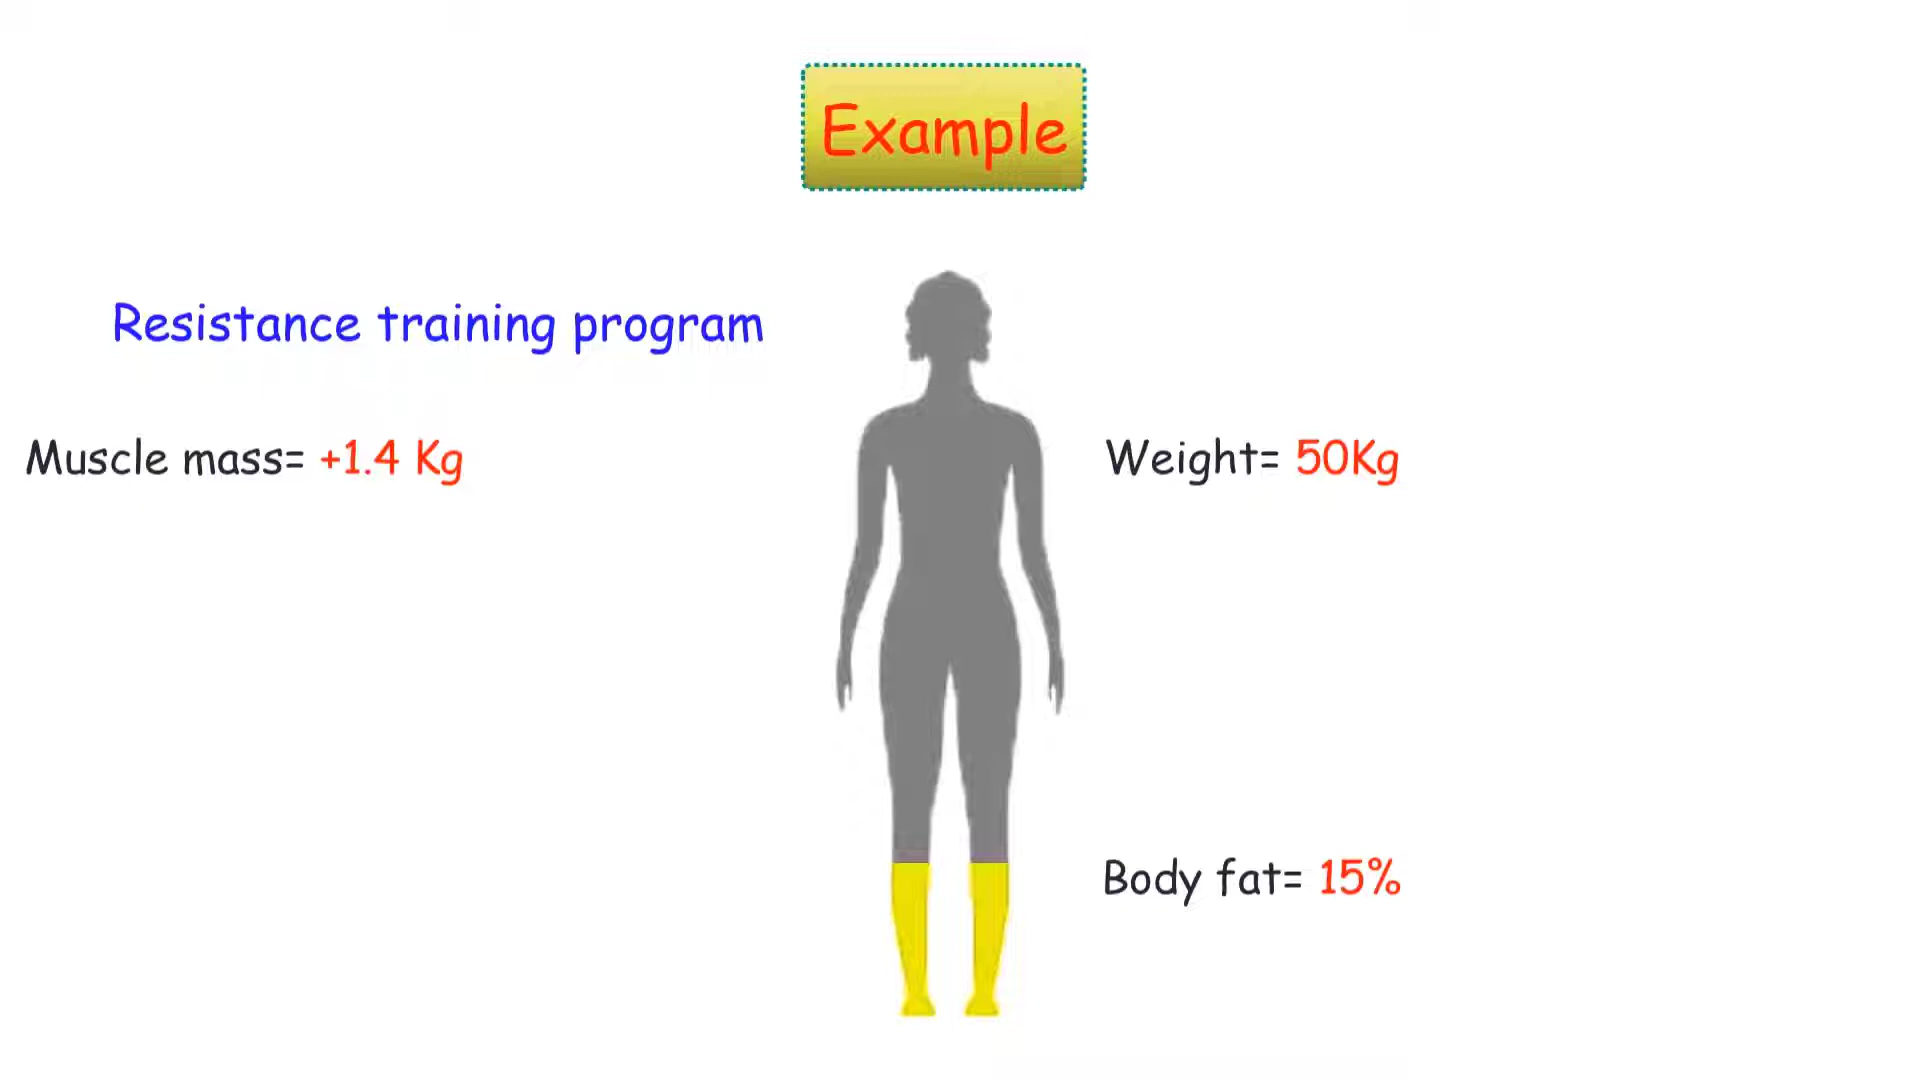 Example
Resistance training program
Muscle mass= +1.4 Kg
Weight= 50Kg
Body fat= 15%